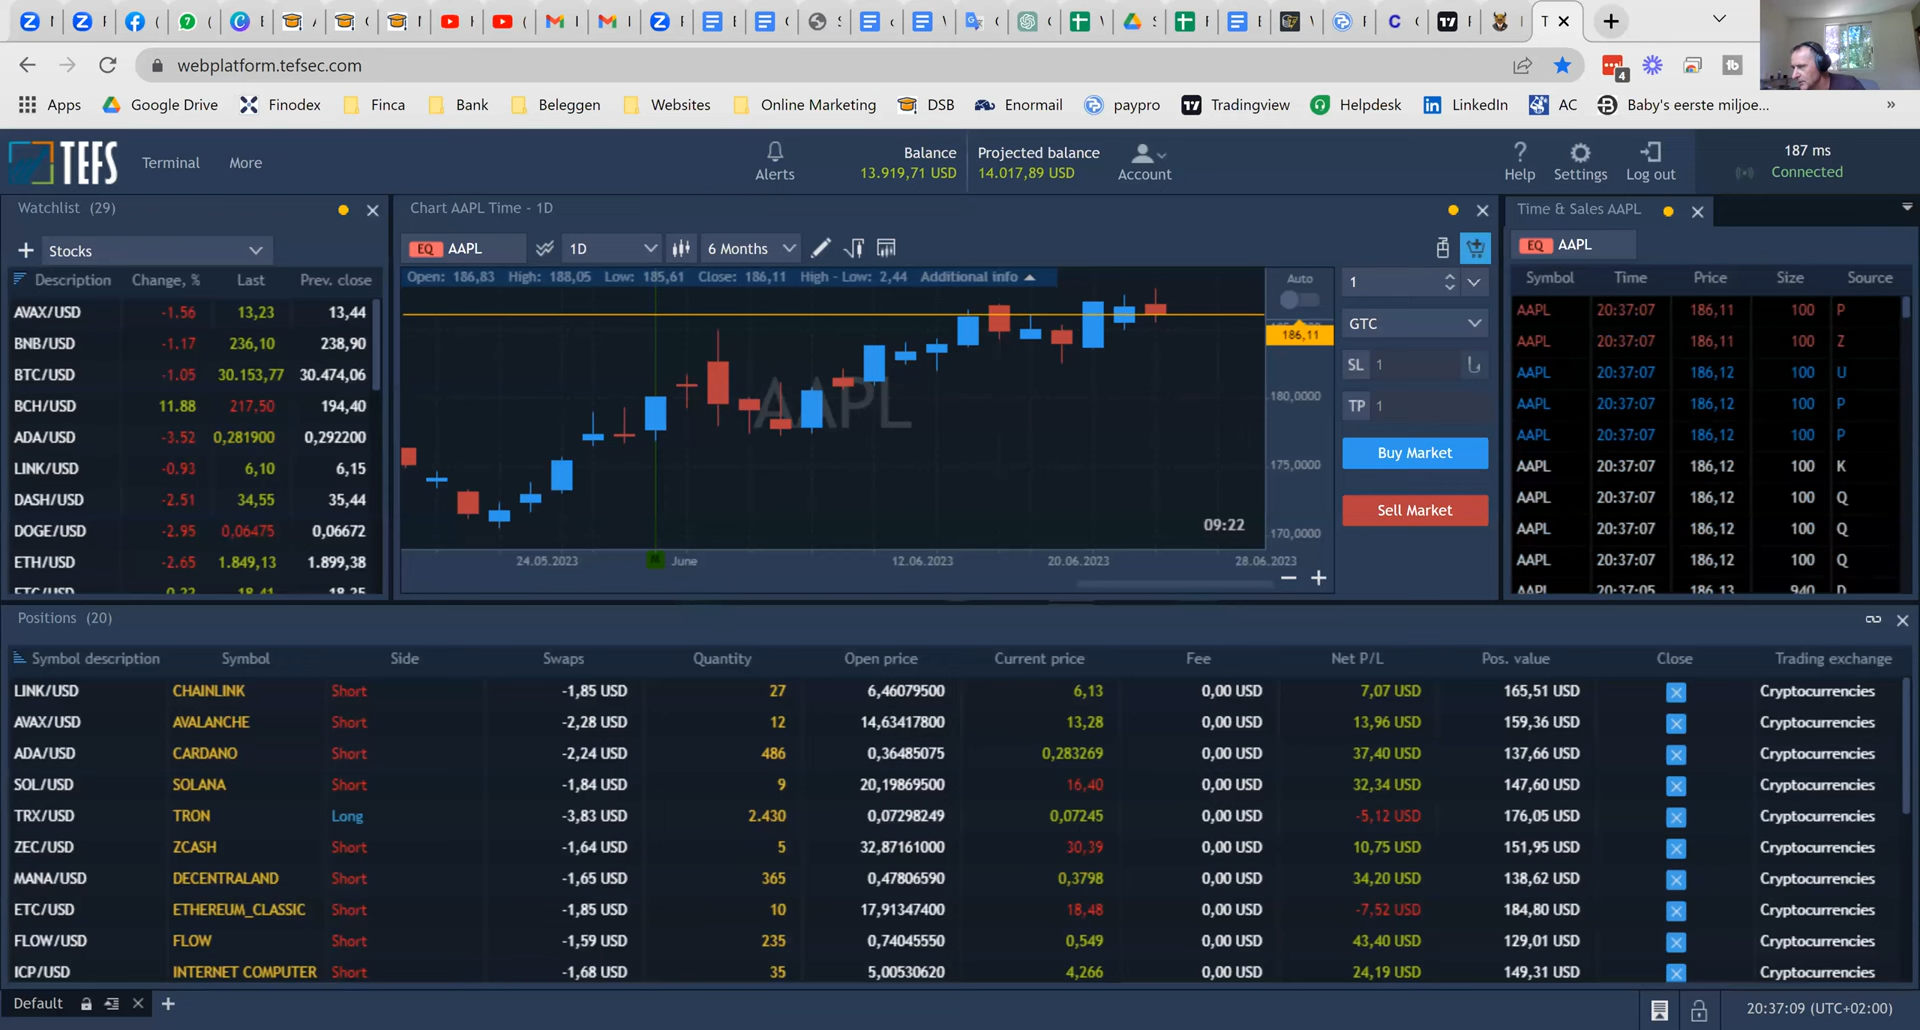 webplatform.tefsec.com
4
Apps Google Drive Finodex Finca Bank Beleggen Websites Online Marketing DSB Enormail paypro Tradingview Helpdesk LinkedIn AC Baby's eerste miljoe... »
TEFS Terminal More
Alerts
Balance
13.919,71 USD
Projected balance
14.017,89 USD
Account
Help Settings Log out
187 ms
Connected
Watchlist (29)
Stocks
Description Change, % Last Prev. close
AVAX/USD -1.56 13,23 13,44
BNB/USD -1.17 236,10 238,90
BTC/USD -1.05 30.153,77 30.474,06
BCH/USD 11.88 217,50 194,40
ADA/USD -3.52 0,281900 0,292200
LINK/USD -0.93 6,10 6,15
DASH/USD -2.51 34,55 35,44
DOGE/USD -2.95 0,06475 0,06672
ETH/USD -2.65 1.849,13 1.899,38
Chart AAPL Time - 1D
EQ AAPL 1D 6 Months
Open: 186,83 High: 188,05 Low: 185,61 Close: 186,11 High - Low: 2,44 Additional info
Auto
186,11
180,0000
175,0000
170,0000
AAPL
09:22
24.05.2023 June 12.06.2023 20.06.2023 28.06.2023
1
GTC
SL 1
TP 1
Buy Market
Sell Market
Time & Sales AAPL
EQ AAPL
Symbol Time Price Size Source
AAPL 20:37:07 186,11 100 P
AAPL 20:37:07 186,11 100 Z
AAPL 20:37:07 186,12 100 U
AAPL 20:37:07 186,12 100 P
AAPL 20:37:07 186,12 100 P
AAPL 20:37:07 186,12 100 K
AAPL 20:37:07 186,12 100 Q
AAPL 20:37:07 186,12 100 Q
AAPL 20:37:07 186,12 100 Q
AAPL 20:37:05 186,13 940 D
Positions (20)
Symbol description Symbol Side Swaps Quantity Open price Current price Fee Net P/L Pos. value Close Trading exchange
LINK/USD CHAINLINK Short -1,85 USD 27 6,46079500 6,13 0,00 USD 7,07 USD 165,51 USD Cryptocurrencies
AVAX/USD AVALANCHE Short -2,28 USD 12 14,63417800 13,28 0,00 USD 13,96 USD 159,36 USD Cryptocurrencies
ADA/USD CARDANO Short -2,24 USD 486 0,36485075 0,283269 0,00 USD 37,40 USD 137,66 USD Cryptocurrencies
SOL/USD SOLANA Short -1,84 USD 9 20,19869500 16,40 0,00 USD 32,34 USD 147,60 USD Cryptocurrencies
TRX/USD TRON Long -3,83 USD 2.430 0,07298249 0,07245 0,00 USD -5,12 USD 176,05 USD Cryptocurrencies
ZEC/USD ZCASH Short -1,64 USD 5 32,87161000 30,39 0,00 USD 10,75 USD 151,95 USD Cryptocurrencies
MANA/USD DECENTRALAND Short -1,65 USD 365 0,47806590 0,3798 0,00 USD 34,20 USD 138,62 USD Cryptocurrencies
ETC/USD ETHEREUM_CLASSIC Short -1,85 USD 10 17,91347400 18,48 0,00 USD -7,52 USD 184,80 USD Cryptocurrencies
FLOW/USD FLOW Short -1,59 USD 235 0,74045550 0,549 0,00 USD 43,40 USD 129,01 USD Cryptocurrencies
ICP/USD INTERNET COMPUTER Short -1,68 USD 35 5,00530620 4,266 0,00 USD 24,19 USD 149,31 USD Cryptocurrencies
Default
20:37:09 (UTC+02:00)